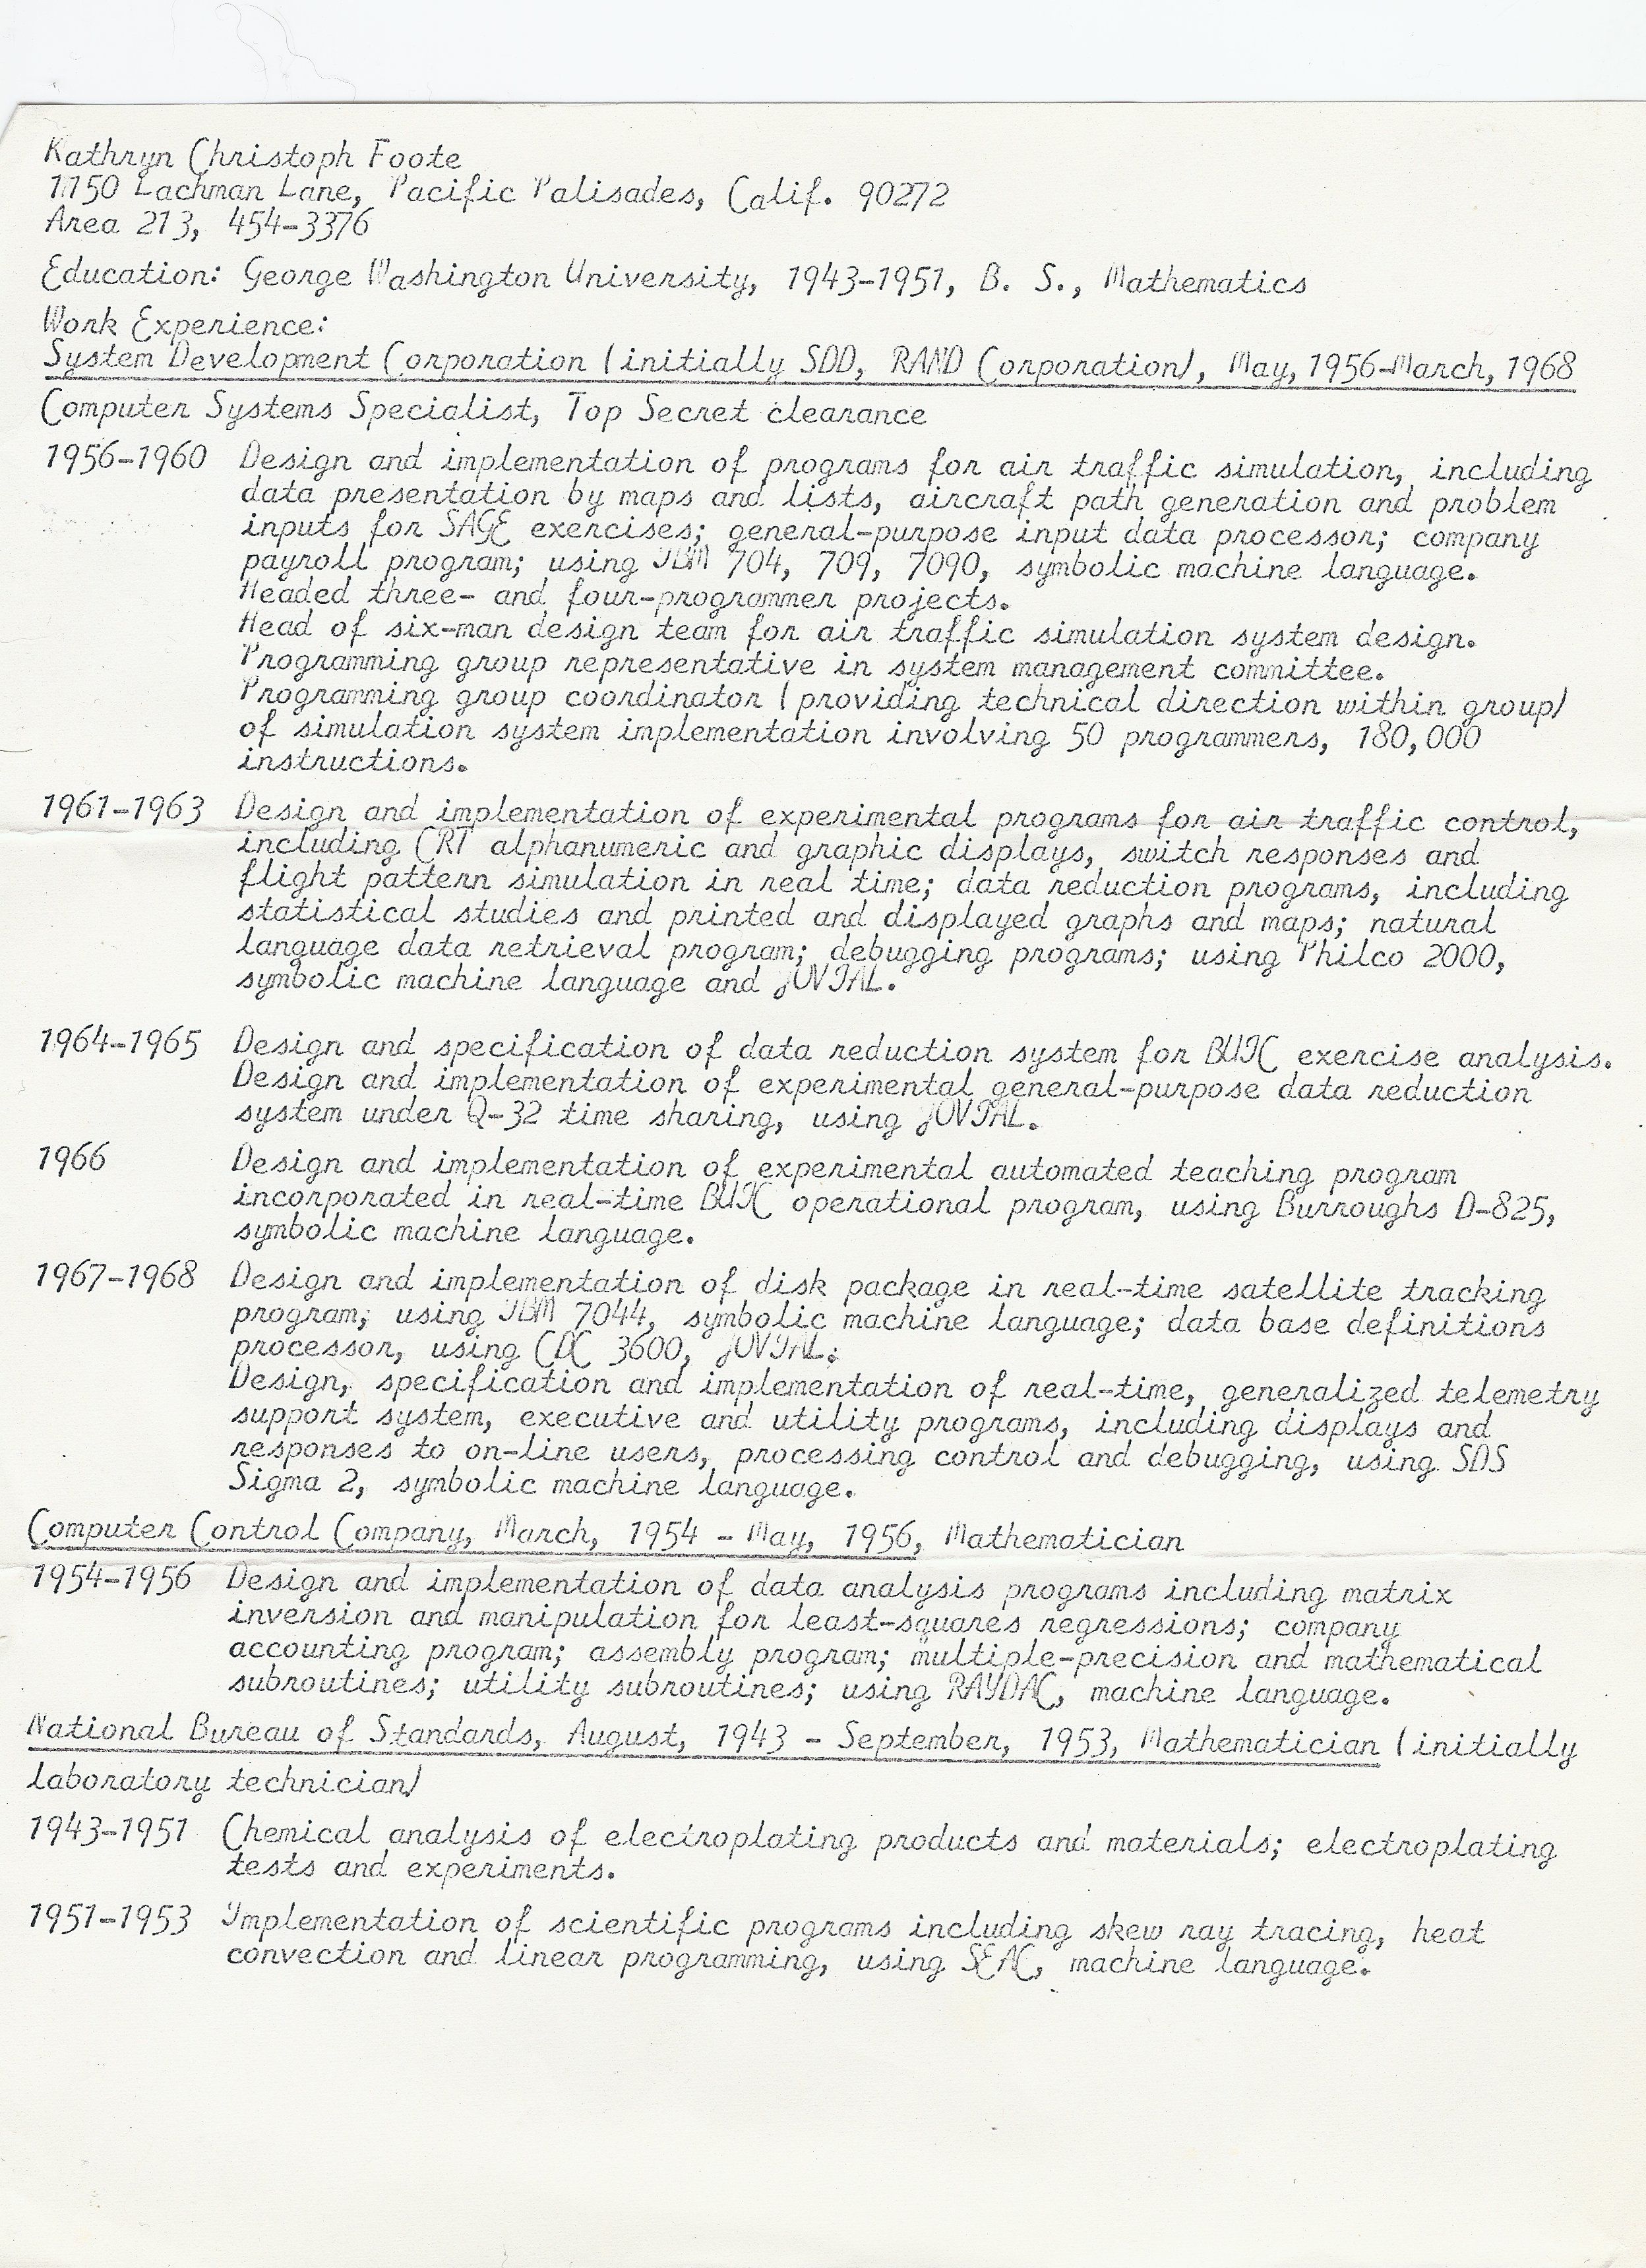 Kathryn Christoph Foote
1150 Lachman Lane, Pacific Palisades, Calif. 90272
Area 213, 454-3376
Education: George Washington University, 1943-1951, B. S., Mathematics
Work Experience:
System Development Corporation (initially SDD, RAND Corporation), May, 1956-March, 1968
Computer Systems Specialist, Top Secret clearance
1956-1960 Design and implementation of programs for air traffic simulation, including
data presentation by maps and lists, aircraft path generation and problem
inputs for SAGE exercises; general-purpose input data processor; company
payroll program; using IBM 704, 709, 7090, symbolic machine language.
Headed three- and four-programmer projects.
Head of six-man design team for air traffic simulation system design.
Programming group representative in system management committee.
Programming group coordinator (providing technical direction within group)
of simulation system implementation involving 50 programmers, 180,000
instructions.
1961-1963 Design and implementation of experimental programs for air traffic control,
including CRT alphanumeric and graphic displays, switch responses and
flight pattern simulation in real time; data reduction programs, including
statistical studies and printed and displayed graphs and maps; natural
language data retrieval program; debugging programs; using Philco 2000,
symbolic machine language and JOVIAL.
1964-1965 Design and specification of data reduction system for BUIC exercise analysis.
Design and implementation of experimental general-purpose data reduction
system under Q-32 time sharing, using JOVIAL.
1966 Design and implementation of experimental automated teaching program
incorporated in real-time BUIC operational program, using Burroughs D-825,
symbolic machine language.
1967-1968 Design and implementation of disk package in real-time satellite tracking
program; using IBM 7044, symbolic machine language; data base definitions
processor, using CDC 3600, JOVIAL;
Design, specification and implementation of real-time, generalized telemetry
support system, executive and utility programs, including displays and
responses to on-line users, processing control and debugging, using SDS
Sigma 2, symbolic machine language.
Computer Control Company, March, 1954 - May, 1956, Mathematician
1954-1956 Design and implementation of data analysis programs including matrix
inversion and manipulation for least-squares regressions; company
accounting program; assembly program; multiple-precision and mathematical
subroutines; utility subroutines; using RAYDAC, machine language.
National Bureau of Standards, August, 1943 - September, 1953, Mathematician (initially
laboratory technician)
1943-1951 Chemical analysis of electroplating products and materials; electroplating
tests and experiments.
1951-1953 Implementation of scientific programs including skew ray tracing, heat
convection and linear programming, using SEAC, machine language.